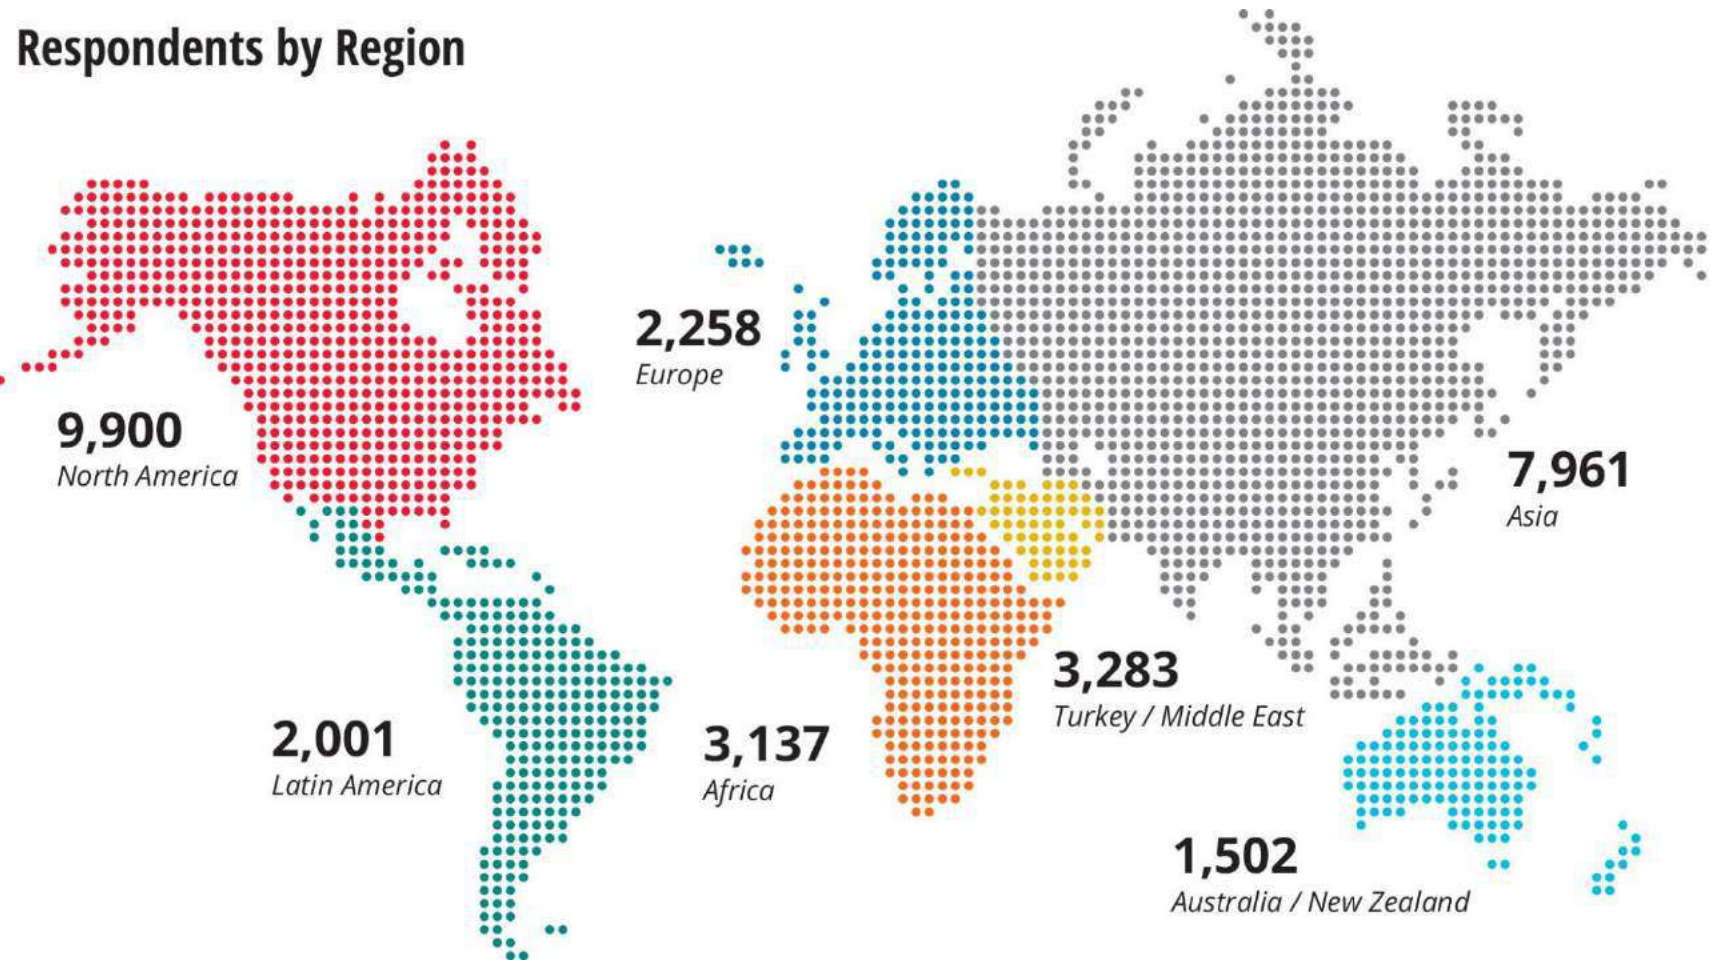 Respondents by Region
2,258
Europe
9,900
North America
7,961
Asia
3,283
Turkey / Middle East
2,001
Latin America
3,137
Africa
1,502
Australia / New Zealand